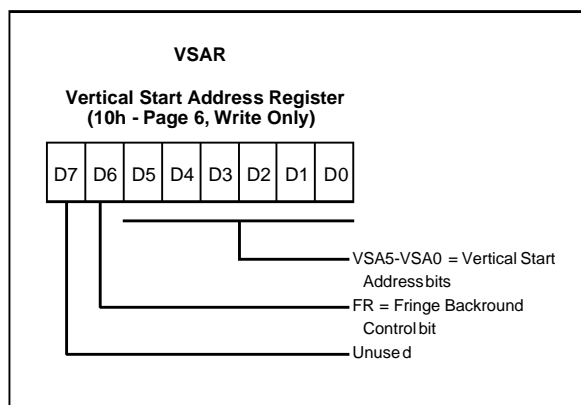 VSAR
Vertical Start Address Register
(10h - Page 6, Write Only)
D7 D6 D5 D4 D3 D2 D1 D0
VSA5-VSA0 = Vertical Start
Address bits
FR = Fringe Backround
Control bit
Unused